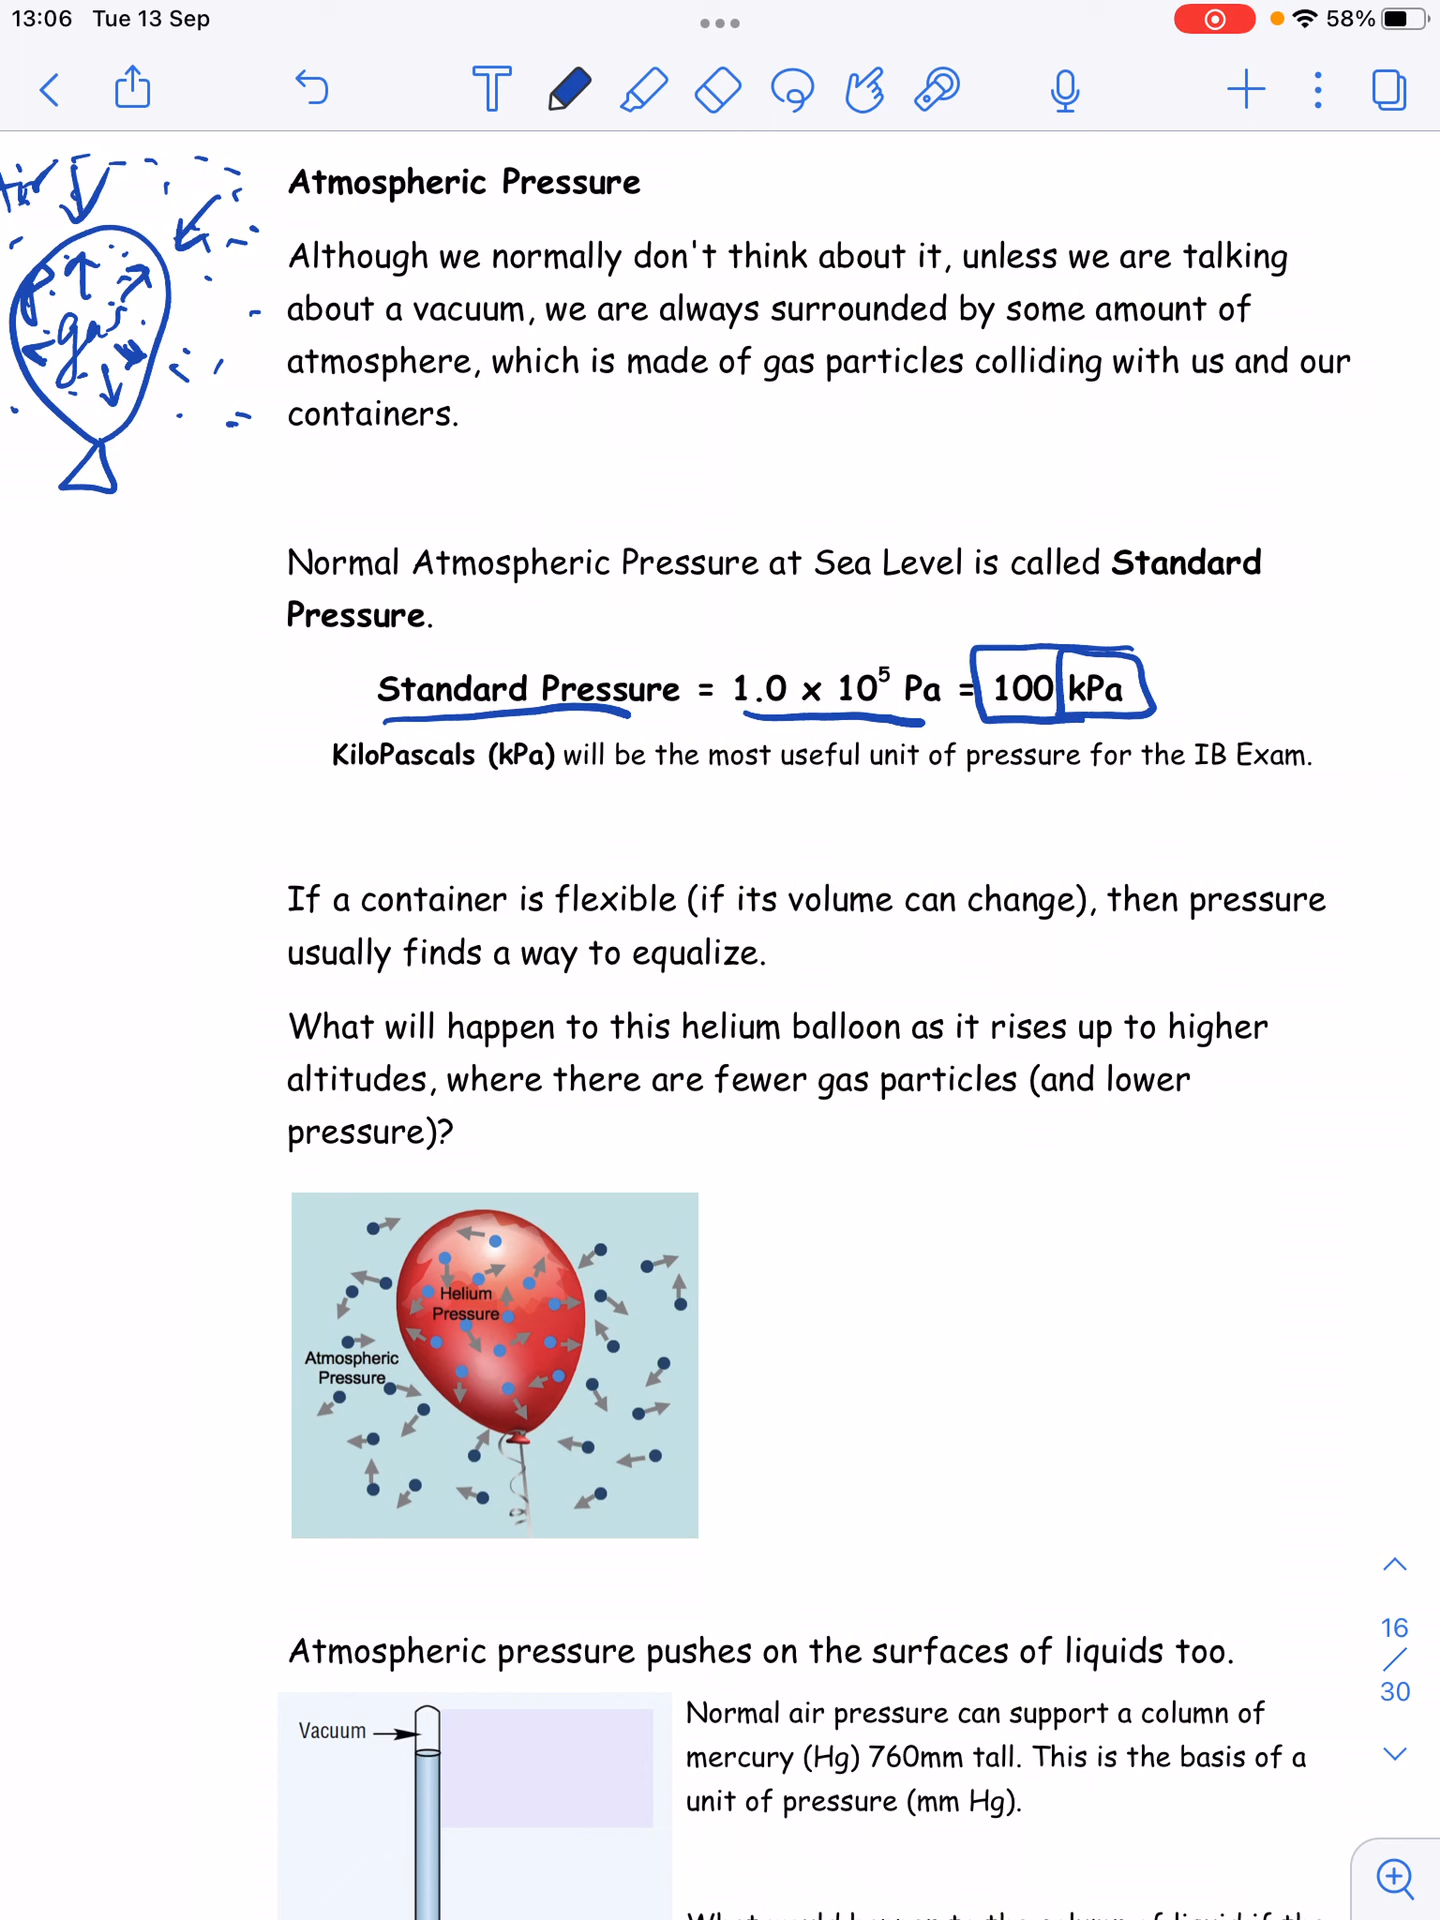 13:06 Tue 13 Sep
58%
T
Air
gas
Atmospheric Pressure
Although we normally don't think about it, unless we are talking
about a vacuum, we are always surrounded by some amount of
atmosphere, which is made of gas particles colliding with us and our
containers.
Normal Atmospheric Pressure at Sea Level is called Standard
Pressure.
Standard Pressure = 1.0 x 10⁵ Pa = 100 kPa
KiloPascals (kPa) will be the most useful unit of pressure for the IB Exam.
If a container is flexible (if its volume can change), then pressure
usually finds a way to equalize.
What will happen to this helium balloon as it rises up to higher
altitudes, where there are fewer gas particles (and lower
pressure)?
Helium
Pressure
Atmospheric
Pressure
16
/
30
Atmospheric pressure pushes on the surfaces of liquids too.
Vacuum
Normal air pressure can support a column of
mercury (Hg) 760mm tall. This is the basis of a
unit of pressure (mm Hg).